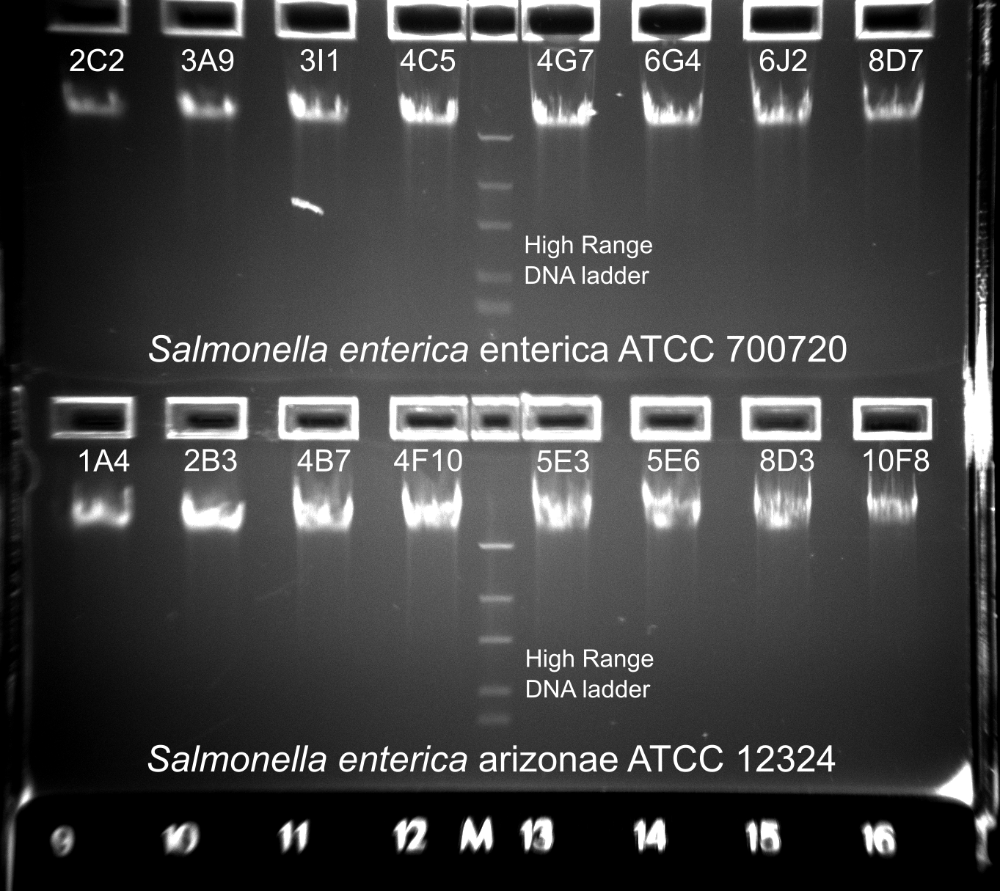 2C2 3A9 3I1 4C5 4G7 6G4 6J2 8D7
High Range
DNA ladder
Salmonella enterica enterica ATCC 700720
1A4 2B3 4B7 4F10 5E3 5E6 8D3 10F8
High Range
DNA ladder
Salmonella enterica arizonae ATCC 12324
9 10 11 12 M 13 14 15 16